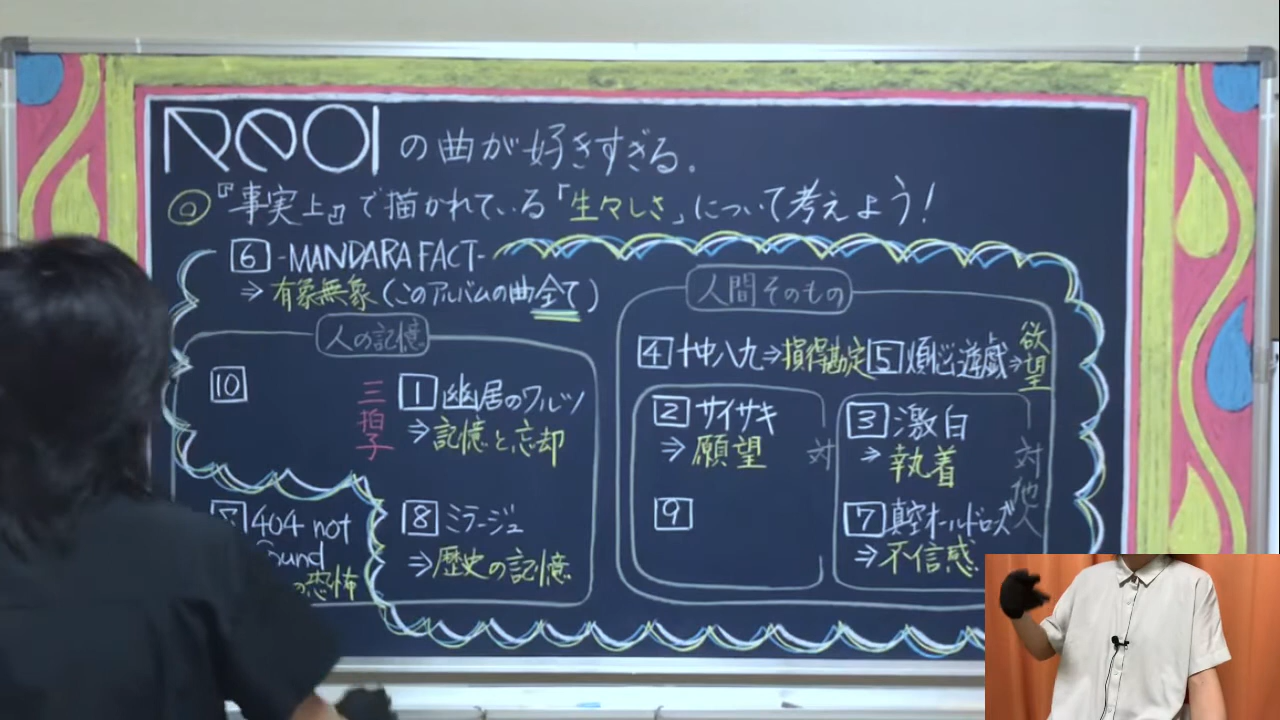 ReOl の曲が好きすぎる.
◎『事実上』で描かれている「生々しさ」について考えよう!
6 -MANDARA FACT-
⇒ 有象無象(このアルバムの曲全て)
人の記憶
10
三拍子
1 幽居のワルツ
⇒ 記憶と忘却
404 not
ound
の恐怖
8 ミラージュ
⇒ 歴史の記憶
人間そのもの
4 十中八九⇒損得勘定
5 煩悩遊戯⇒欲望
2 サイサキ
⇒ 願望
対
9
3 激白
⇒ 執着
対他人
7 真空オールドロズ
⇒ 不信感